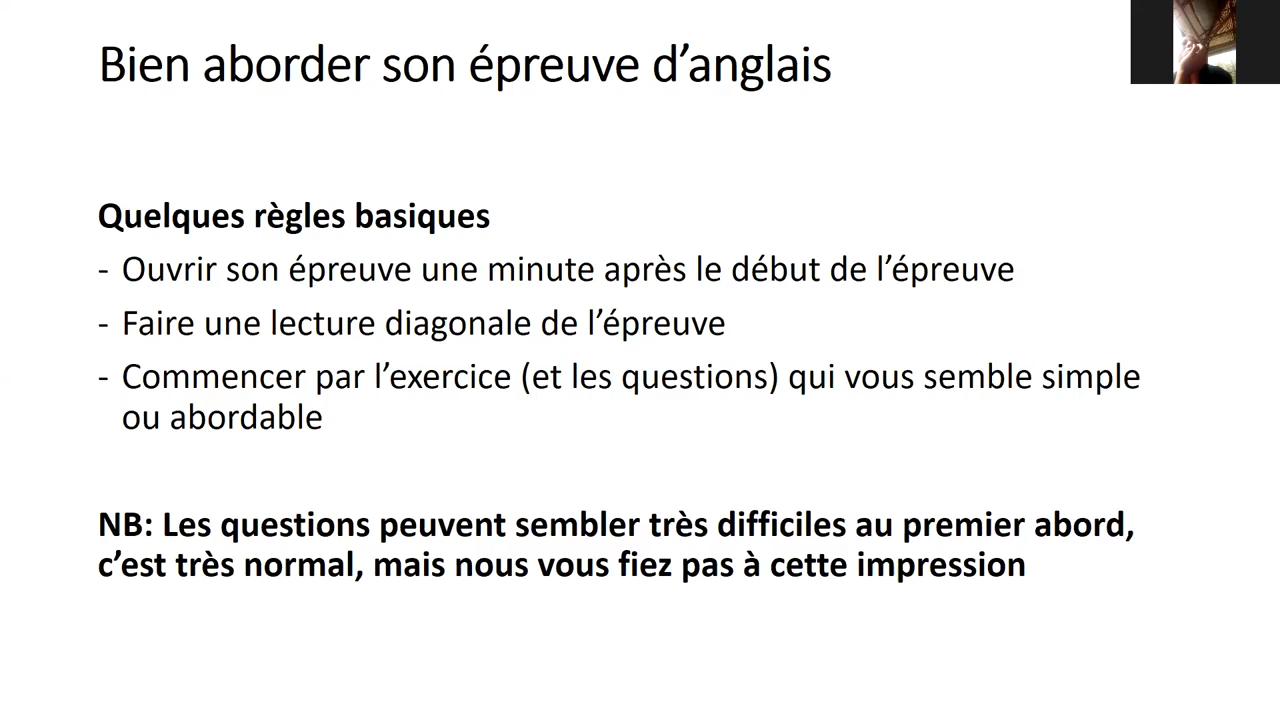 Bien aborder son épreuve d’anglais
Quelques règles basiques
- Ouvrir son épreuve une minute après le début de l’épreuve
- Faire une lecture diagonale de l’épreuve
- Commencer par l’exercice (et les questions) qui vous semble simple
ou abordable
NB: Les questions peuvent sembler très difficiles au premier abord,
c’est très normal, mais nous vous fiez pas à cette impression